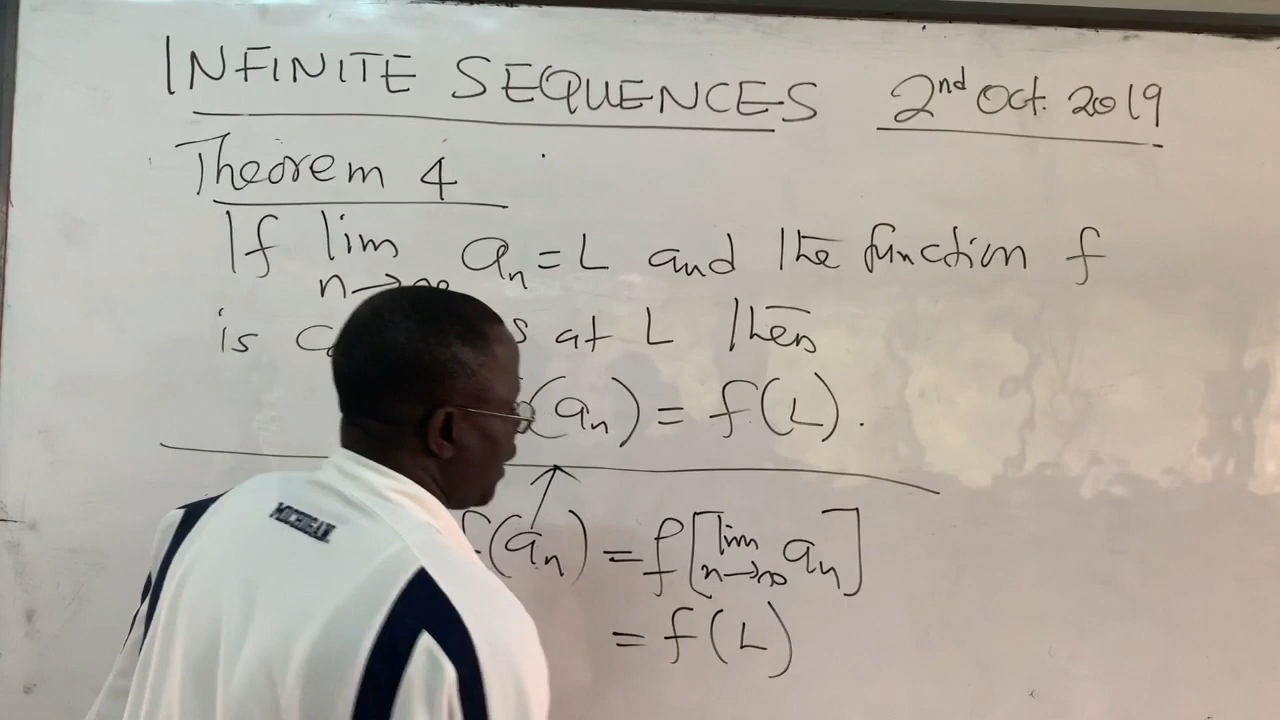 INFINITE SEQUENCES 2nd Oct. 2019
Theorem 4
If lim aₙ = L and the function f
n→∞
is at L then
(aₙ) = f(L).
f(aₙ) = f[lim n→∞ aₙ]
= f(L)
MICHIGAN